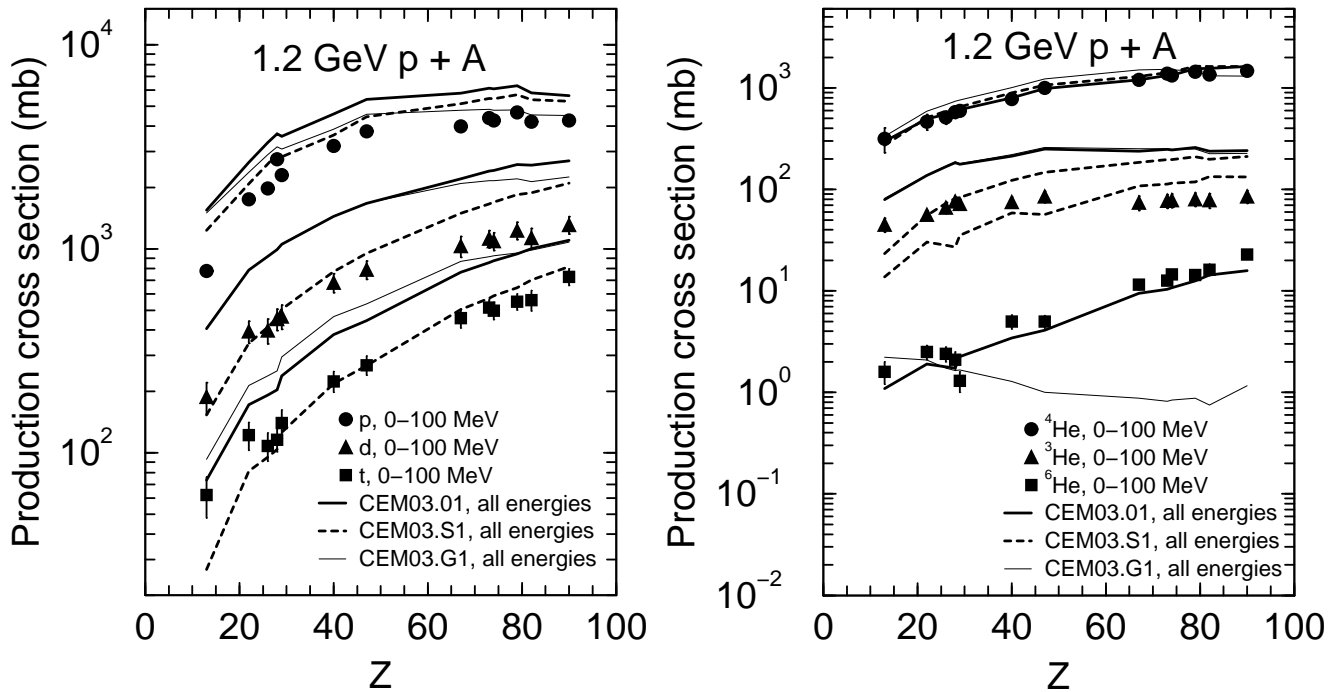 1.2 GeV p + A
Production cross section (mb)
10^4
10^3
10^2
p, 0–100 MeV
d, 0–100 MeV
t, 0–100 MeV
CEM03.01, all energies
CEM03.S1, all energies
CEM03.G1, all energies
0 20 40 60 80 100
Z
1.2 GeV p + A
Production cross section (mb)
10^3
10^2
10^1
10^0
10^−1
10^−2
^4He, 0–100 MeV
^3He, 0–100 MeV
^6He, 0–100 MeV
CEM03.01, all energies
CEM03.S1, all energies
CEM03.G1, all energies
0 20 40 60 80 100
Z